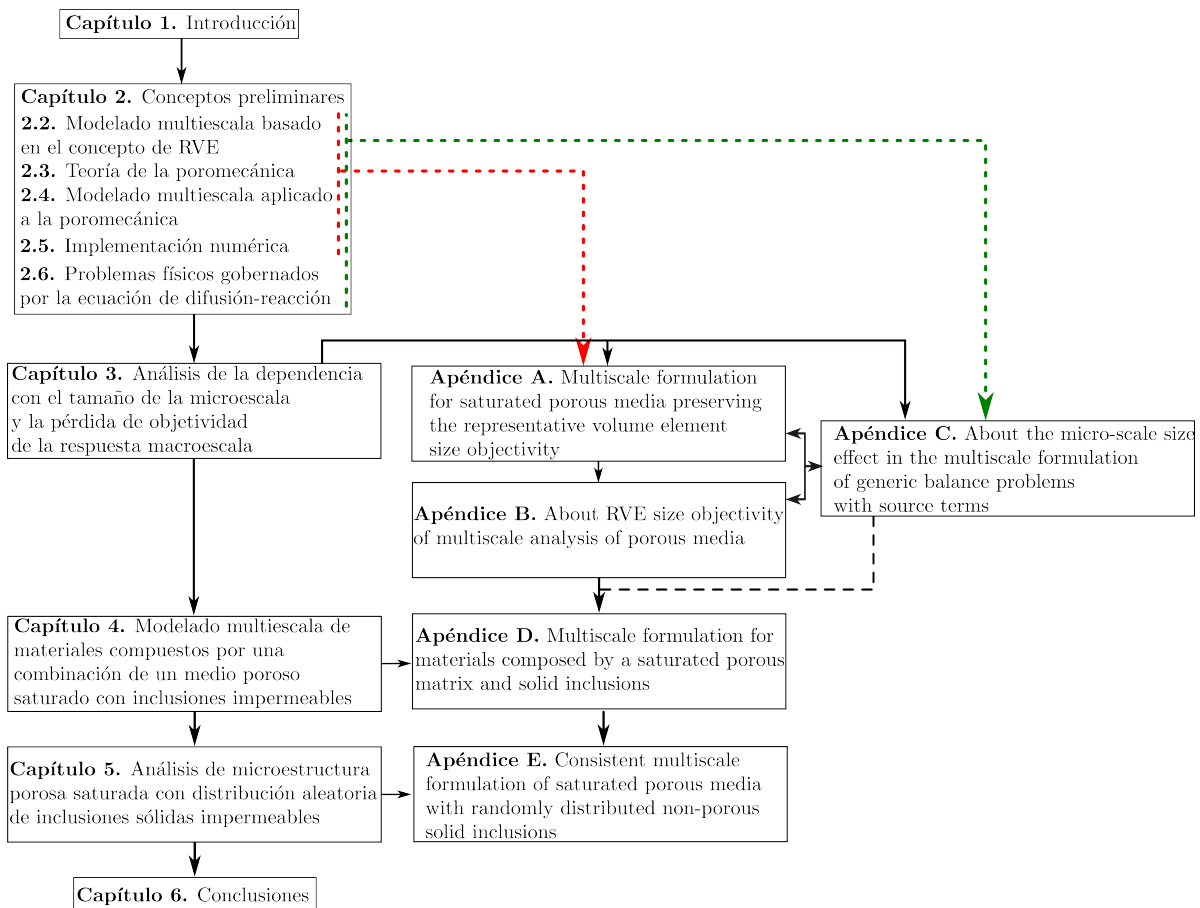 Capítulo 1. Introducción
Capítulo 2. Conceptos preliminares
2.2. Modelado multiescala basado
en el concepto de RVE
2.3. Teoría de la poromecánica
2.4. Modelado multiescala aplicado
a la poromecánica
2.5. Implementación numérica
2.6. Problemas físicos gobernados
por la ecuación de difusión-reacción
Capítulo 3. Análisis de la dependencia
con el tamaño de la microescala
y la pérdida de objetividad
de la respuesta macroescala
Apéndice A. Multiscale formulation
for saturated porous media preserving
the representative volume element
size objectivity
Apéndice B. About RVE size objectivity
of multiscale analysis of porous media
Apéndice C. About the micro-scale size
effect in the multiscale formulation
of generic balance problems
with source terms
Capítulo 4. Modelado multiescala de
materiales compuestos por una
combinación de un medio poroso
saturado con inclusiones impermeables
Apéndice D. Multiscale formulation for
materials composed by a saturated porous
matrix and solid inclusions
Capítulo 5. Análisis de microestructura
porosa saturada con distribución aleatoria
de inclusiones sólidas impermeables
Apéndice E. Consistent multiscale
formulation of saturated porous media
with randomly distributed non-porous
solid inclusions
Capítulo 6. Conclusiones